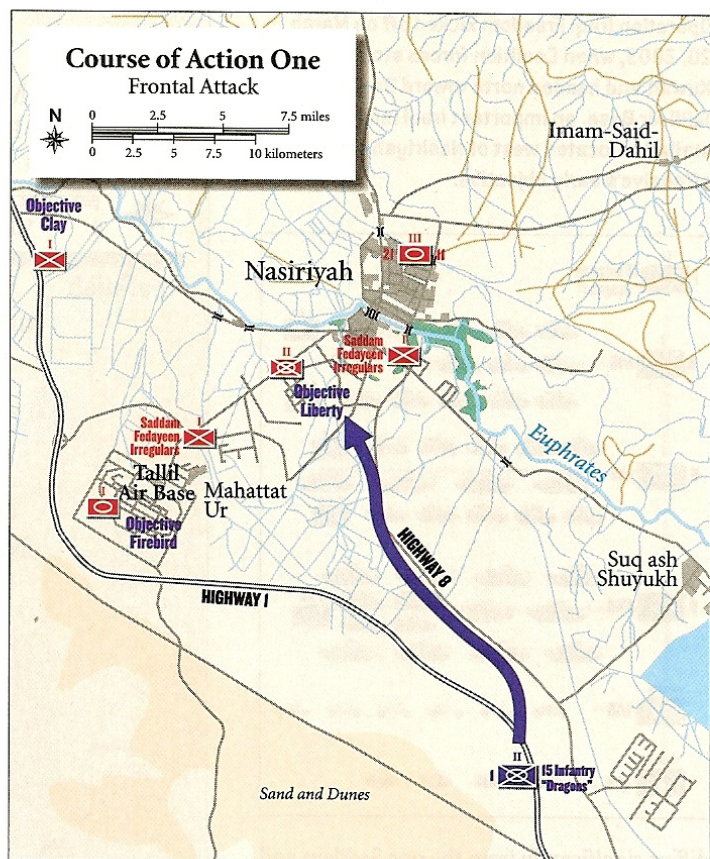 Course of Action One
Frontal Attack
N
0 2.5 5 7.5 miles
0 2.5 5 7.5 10 kilometers
Imam-Said-
Dahil
Objective
Clay
I
III
21 11
Nasiriyah
Saddam
Fedayeen
Irregulars
II
II
Objective
Liberty
Saddam
Fedayeen
Irregulars
I
Euphrates
Tallil
Air Base
Mahattat
Ur
Objective
Firebird
HIGHWAY 8
Suq ash
Shuyukh
HIGHWAY I
II
1
15 Infantry
"Dragons"
Sand and Dunes